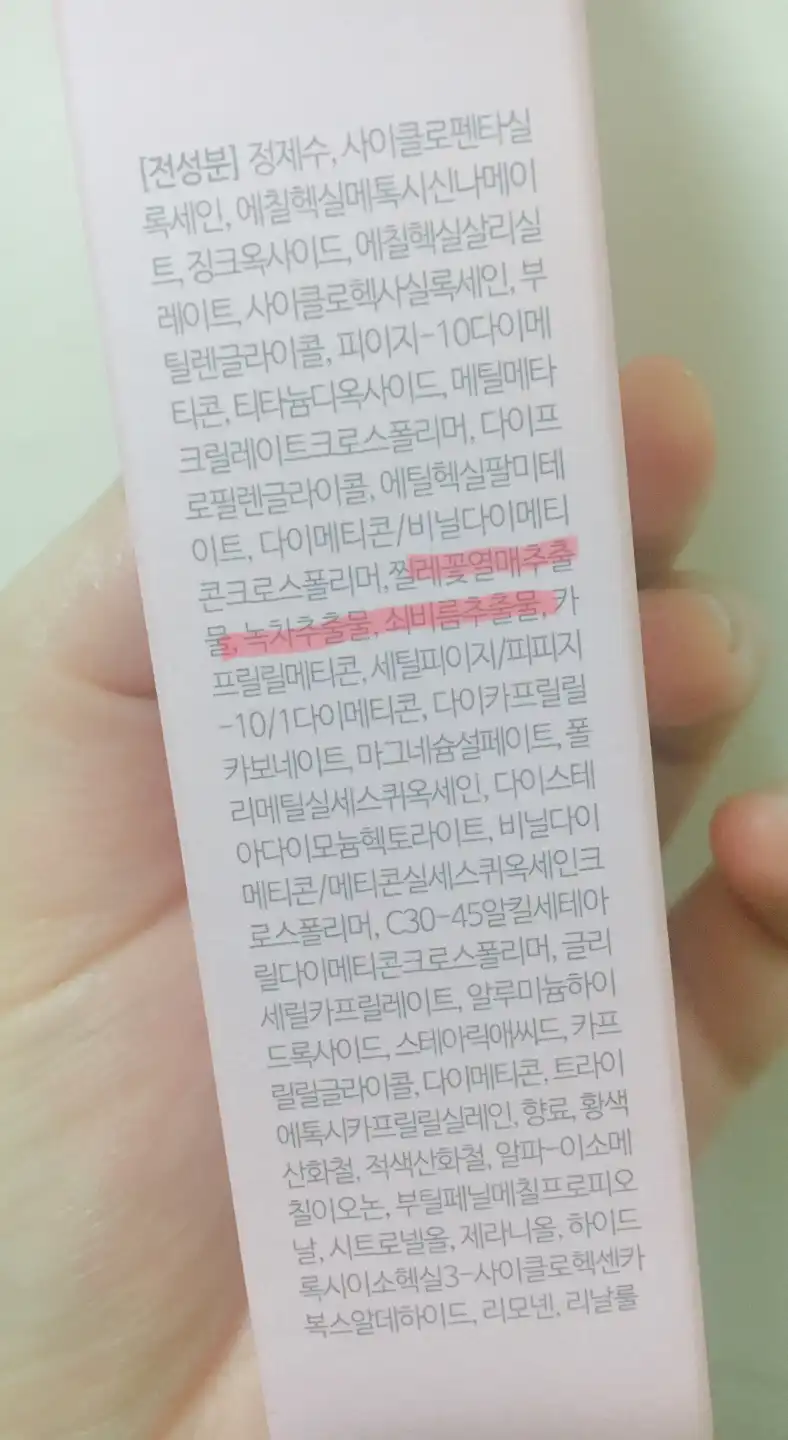 [전성분] 정제수, 사이클로펜타실
록세인, 에칠헥실메톡시신나메이
트, 징크옥사이드, 에칠헥실살리실
레이트, 사이클로헥사실록세인, 부
틸렌글라이콜, 피이지-10다이메
티콘, 티타늄디옥사이드, 메틸메타
크릴레이트크로스폴리머, 다이프
로필렌글라이콜, 에틸헥실팔미테
이트, 다이메티콘/비닐다이메티
콘크로스폴리머, 찔레꽃열매추출
물, 녹차추출물, 쇠비름추출물, 카
프릴릴메티콘, 세틸피이지/피피지
-10/1다이메티콘, 다이카프릴릴
카보네이트, 마그네슘설페이트, 폴
리메틸실세스퀴옥세인, 다이스테
아다이모늄헥토라이트, 비닐다이
메티콘/메티콘실세스퀴옥세인크
로스폴리머, C30-45알킬세테아
릴다이메티콘크로스폴리머, 글리
세릴카프릴레이트, 알루미늄하이
드록사이드, 스테아릭애씨드, 카프
릴릴글라이콜, 다이메티콘, 트라이
에톡시카프릴릴실레인, 향료, 황색
산화철, 적색산화철, 알파-이소메
칠이오논, 부틸페닐메칠프로피오
날, 시트로넬올, 제라니올, 하이드
록시이소헥실3-사이클로헥센카
복스알데하이드, 리모넨, 리날룰